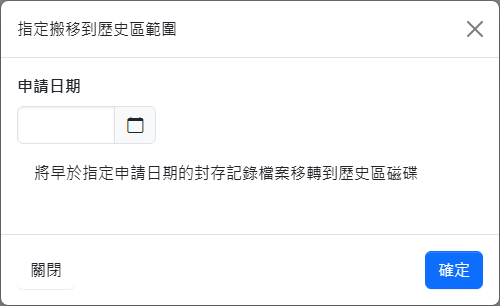 指定搬移到歷史區範圍
申請日期
將早於指定申請日期的封存記錄檔案移轉到歷史區磁碟
關閉
確定